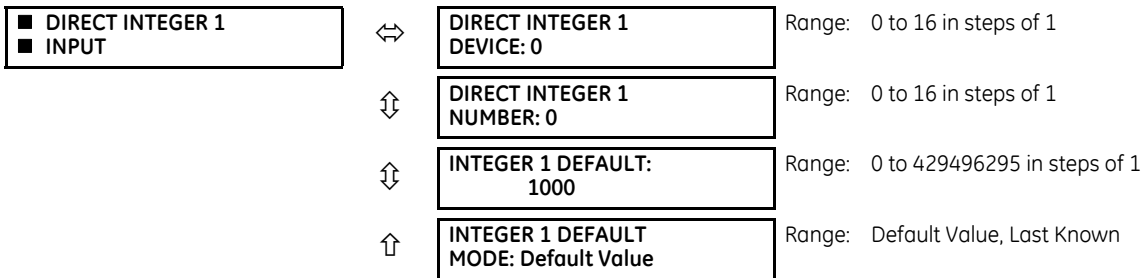 ■ DIRECT INTEGER 1
■ INPUT
DIRECT INTEGER 1
DEVICE: 0
Range: 0 to 16 in steps of 1
DIRECT INTEGER 1
NUMBER: 0
Range: 0 to 16 in steps of 1
INTEGER 1 DEFAULT:
1000
Range: 0 to 429496295 in steps of 1
INTEGER 1 DEFAULT
MODE: Default Value
Range: Default Value, Last Known